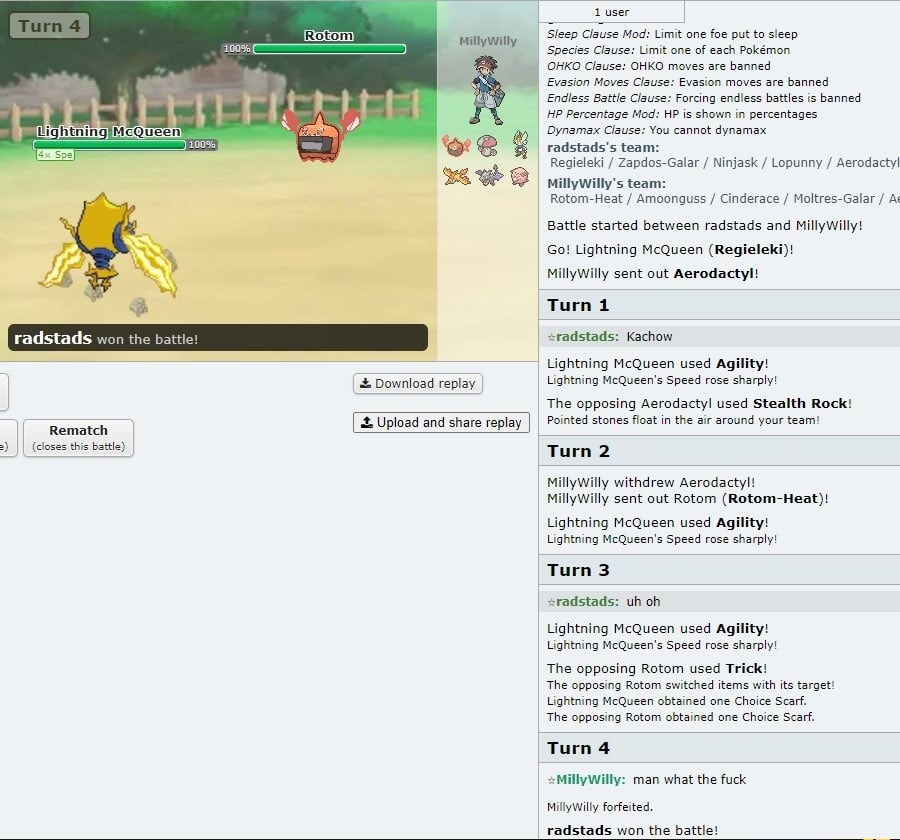 Turn 4
Rotom
100%
Lightning McQueen
100%
4x Spe
MillyWilly
radstads won the battle!
Download replay
Upload and share replay
e)
Rematch
(closes this battle)
1 user
Sleep Clause Mod: Limit one foe put to sleep
Species Clause: Limit one of each Pokémon
OHKO Clause: OHKO moves are banned
Evasion Moves Clause: Evasion moves are banned
Endless Battle Clause: Forcing endless battles is banned
HP Percentage Mod: HP is shown in percentages
Dynamax Clause: You cannot dynamax
radstads's team:
Regieleki / Zapdos-Galar / Ninjask / Lopunny / Aerodactyl
MillyWilly's team:
Rotom-Heat / Amoonguss / Cinderace / Moltres-Galar / Ae
Battle started between radstads and MillyWilly!
Go! Lightning McQueen (Regieleki)!
MillyWilly sent out Aerodactyl!
Turn 1
☆radstads: Kachow
Lightning McQueen used Agility!
Lightning McQueen's Speed rose sharply!
The opposing Aerodactyl used Stealth Rock!
Pointed stones float in the air around your team!
Turn 2
MillyWilly withdrew Aerodactyl!
MillyWilly sent out Rotom (Rotom-Heat)!
Lightning McQueen used Agility!
Lightning McQueen's Speed rose sharply!
Turn 3
☆radstads: uh oh
Lightning McQueen used Agility!
Lightning McQueen's Speed rose sharply!
The opposing Rotom used Trick!
The opposing Rotom switched items with its target!
Lightning McQueen obtained one Choice Scarf.
The opposing Rotom obtained one Choice Scarf.
Turn 4
☆MillyWilly: man what the fuck
MillyWilly forfeited.
radstads won the battle!